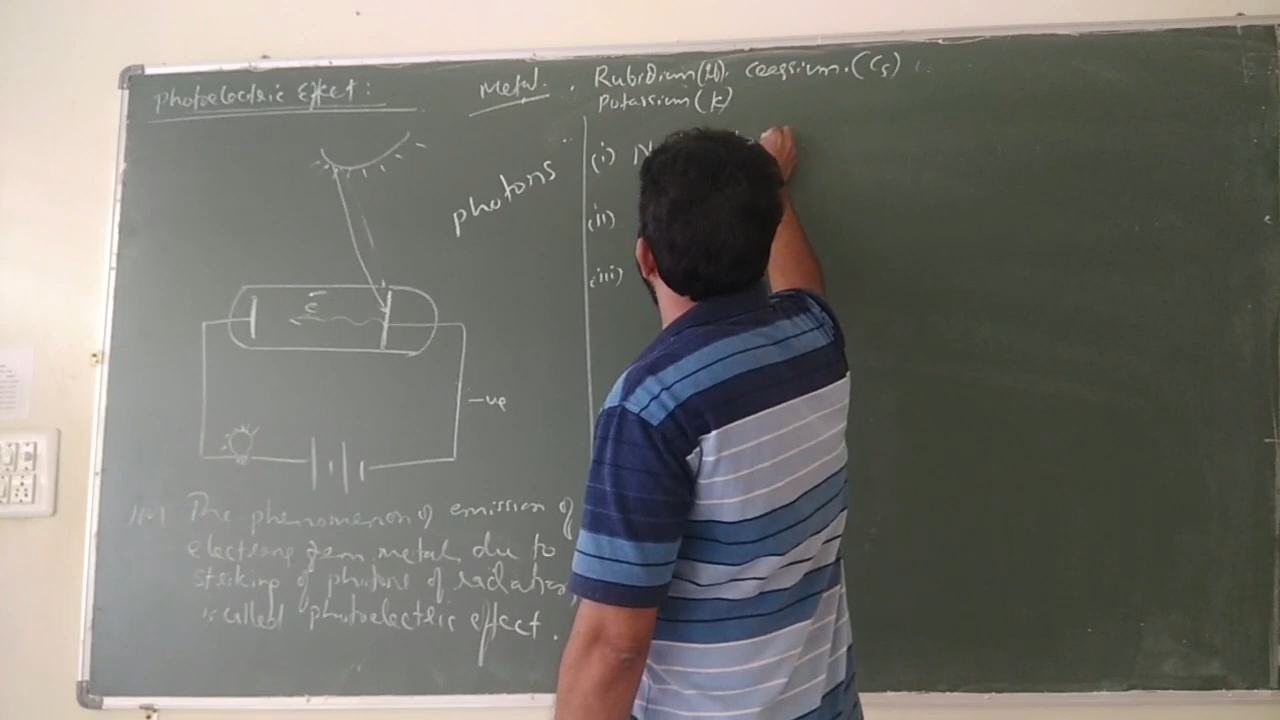 Photoelectric Effect:
Metal. Rubidium(Rb), Ceasium.(Cs)
Potassium(K)
photons
(i) N
(ii)
(iii)
e-
-ve
1M The phenomenon of emission of
electrons from metal, due to
striking of photons of radiation,
is called photoelectric effect.